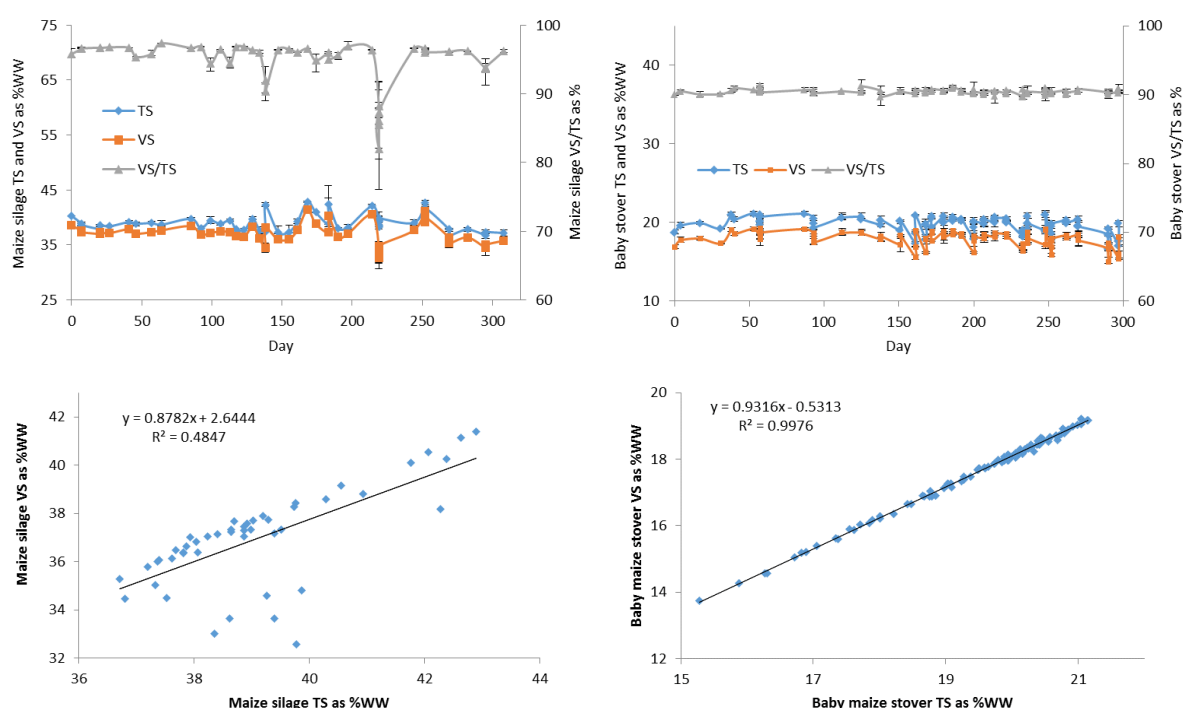 Maize silage TS and VS as %WW
75
65
55
45
35
25
100
90
80
70
60
Maize silage VS/TS as %
TS
VS
VS/TS
0 50 100 150 200 250 300
Day
Baby stover TS and VS as %WW
40
30
20
10
100
90
80
70
60
Baby stover VS/TS as %
TS VS VS/TS
0 50 100 150 200 250 300
Day
Maize silage VS as %WW
42
40
38
36
34
32
y = 0.8782x + 2.6444
R² = 0.4847
36 38 40 42 44
Maize silage TS as %WW
Baby maize stover VS as %WW
20
18
16
14
12
y = 0.9316x - 0.5313
R² = 0.9976
15 17 19 21
Baby maize stover TS as %WW